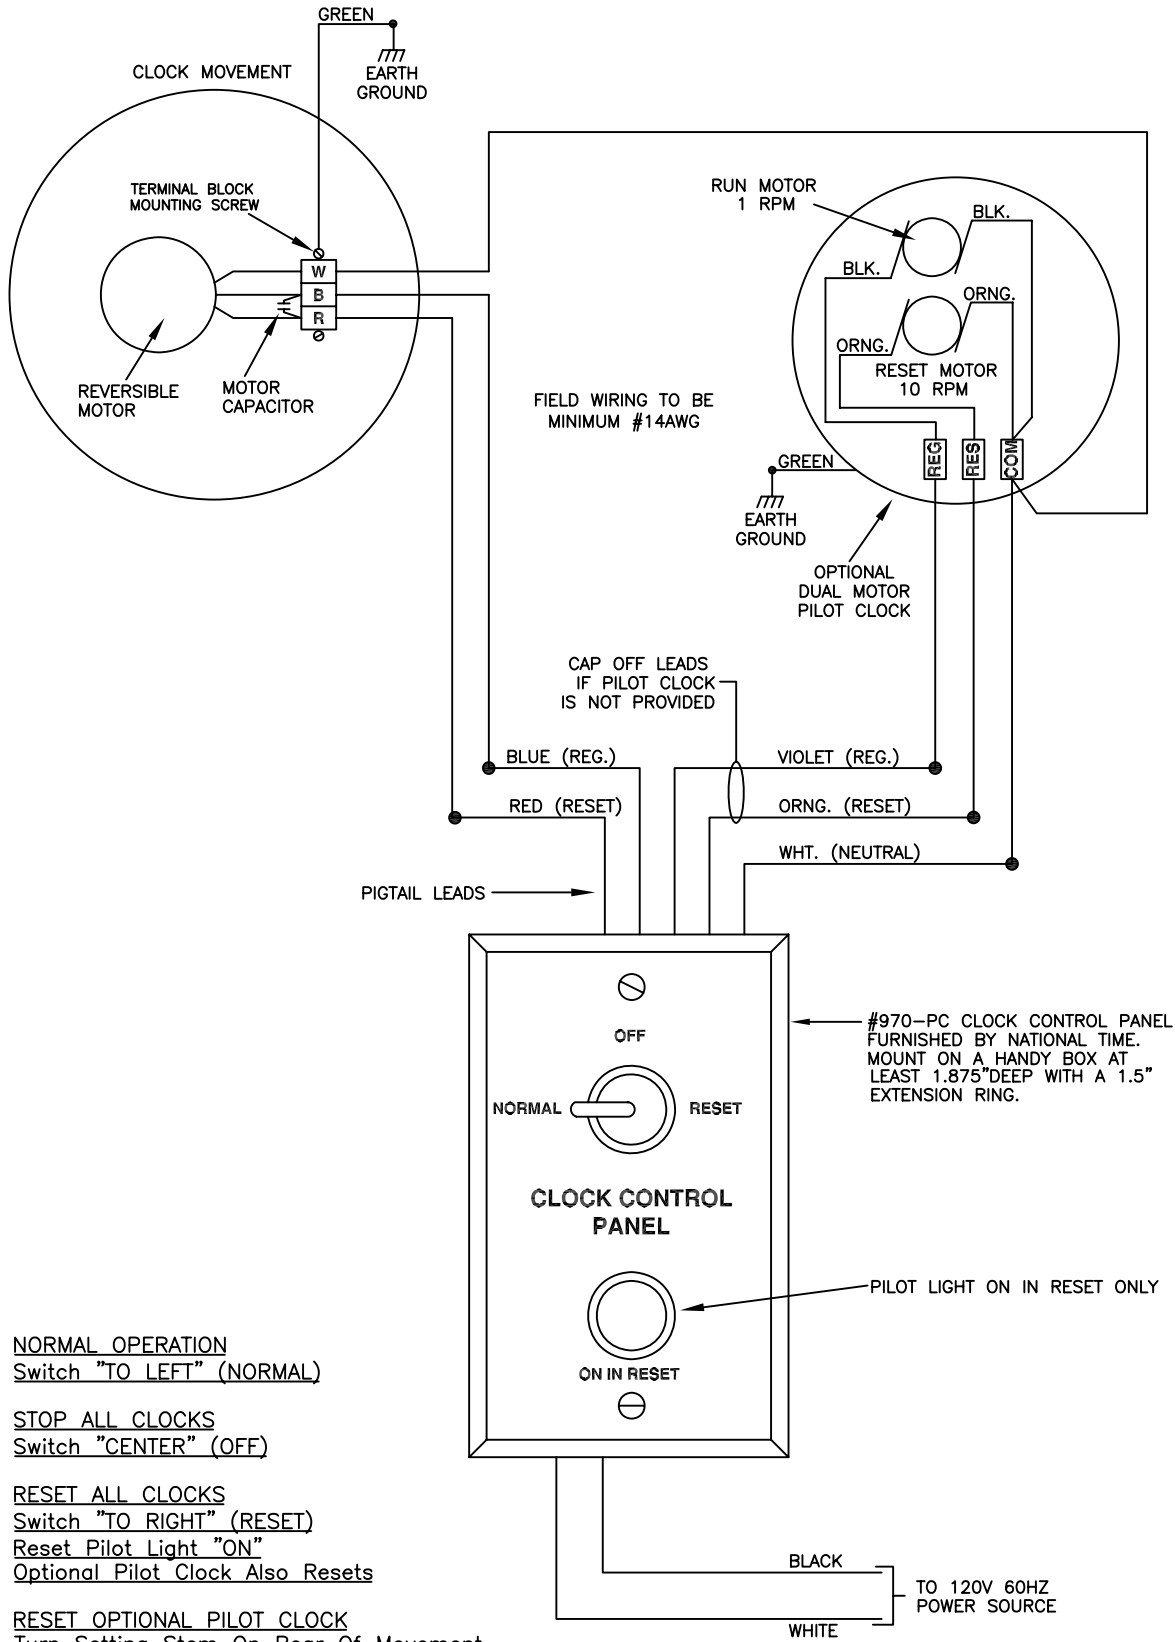 GREEN
EARTH
GROUND
CLOCK MOVEMENT
TERMINAL BLOCK
MOUNTING SCREW
W
B
R
REVERSIBLE
MOTOR
MOTOR
CAPACITOR
RUN MOTOR
1 RPM
BLK.
BLK.
ORNG.
ORNG.
RESET MOTOR
10 RPM
REG
RES
COM
FIELD WIRING TO BE
MINIMUM #14AWG
GREEN
EARTH
GROUND
OPTIONAL
DUAL MOTOR
PILOT CLOCK
CAP OFF LEADS
IF PILOT CLOCK
IS NOT PROVIDED
BLUE (REG.)
VIOLET (REG.)
RED (RESET)
ORNG. (RESET)
WHT. (NEUTRAL)
PIGTAIL LEADS
OFF
NORMAL
RESET
CLOCK CONTROL
PANEL
ON IN RESET
#970-PC CLOCK CONTROL PANEL
FURNISHED BY NATIONAL TIME.
MOUNT ON A HANDY BOX AT
LEAST 1.875"DEEP WITH A 1.5"
EXTENSION RING.
PILOT LIGHT ON IN RESET ONLY
NORMAL OPERATION
Switch "TO LEFT" (NORMAL)
STOP ALL CLOCKS
Switch "CENTER" (OFF)
RESET ALL CLOCKS
Switch "TO RIGHT" (RESET)
Reset Pilot Light "ON"
Optional Pilot Clock Also Resets
RESET OPTIONAL PILOT CLOCK
Turn Setting Stem On Rear Of Movement
BLACK
WHITE
TO 120V 60HZ
POWER SOURCE